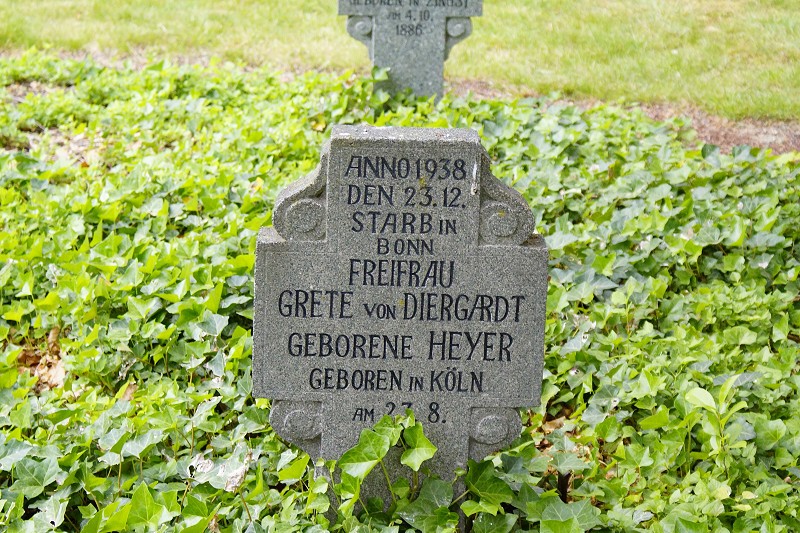 GEBOREN IN ZINGST
AM 4.10.
1886
ANNO 1938
DEN 23.12.
STARB IN
BONN
FREIFRAU
GRETE VON DIERGARDT
GEBORENE HEYER
GEBOREN IN KÖLN
AM 27. 8.